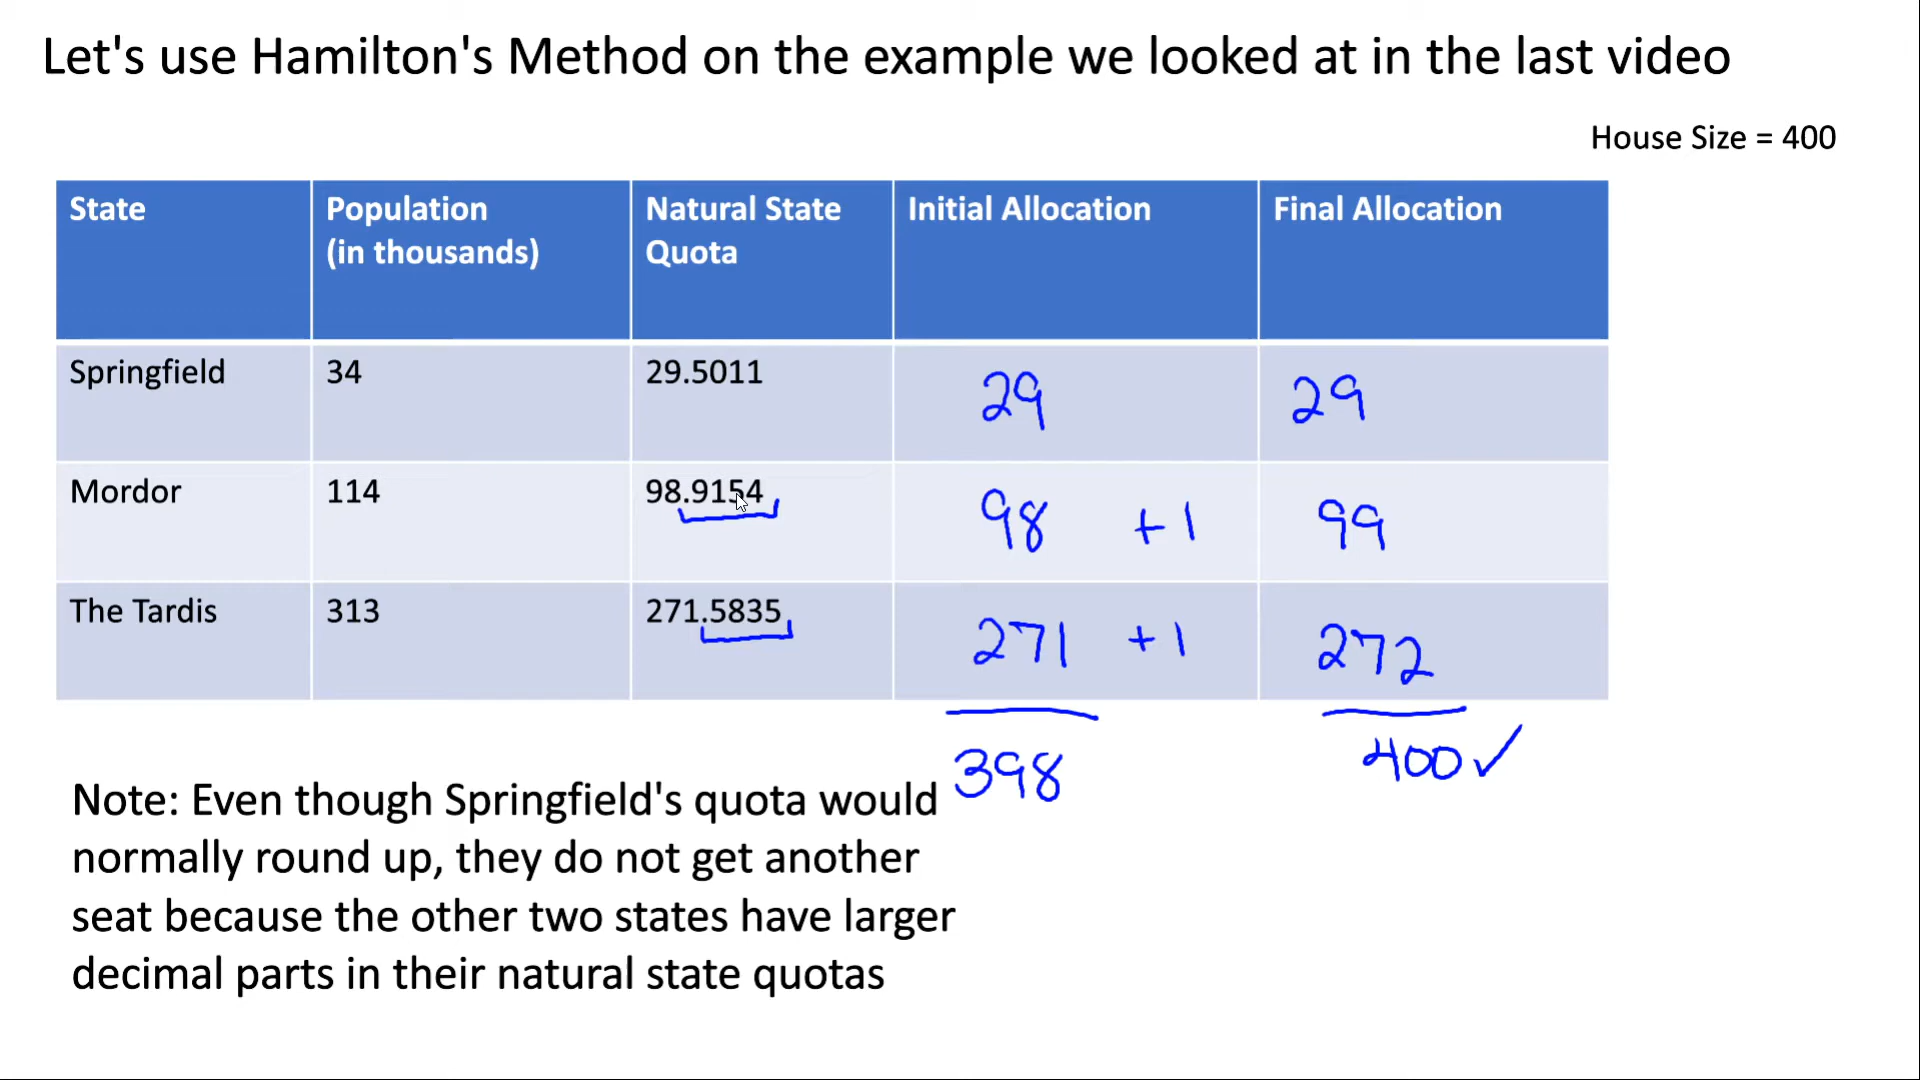 Let's use Hamilton's Method on the example we looked at in the last video
House Size = 400
State Population (in thousands) Natural State Quota Initial Allocation Final Allocation
Springfield 34 29.5011 29 29
Mordor 114 98.9154 98 +1 99
The Tardis 313 271.5835 271 +1 272
398 400✓
Note: Even though Springfield's quota would
normally round up, they do not get another
seat because the other two states have larger
decimal parts in their natural state quotas